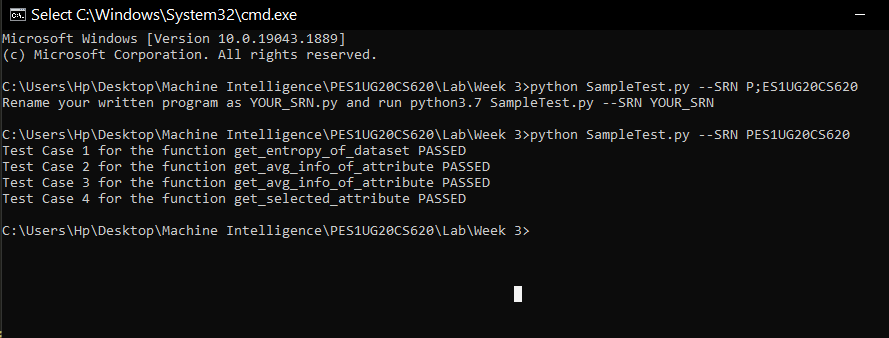 Select C:\Windows\System32\cmd.exe
Microsoft Windows [Version 10.0.19043.1889]
(c) Microsoft Corporation. All rights reserved.
C:\Users\Hp\Desktop\Machine Intelligence\PES1UG20CS620\Lab\Week 3>python SampleTest.py --SRN P;ES1UG20CS620
Rename your written program as YOUR_SRN.py and run python3.7 SampleTest.py --SRN YOUR_SRN
C:\Users\Hp\Desktop\Machine Intelligence\PES1UG20CS620\Lab\Week 3>python SampleTest.py --SRN PES1UG20CS620
Test Case 1 for the function get_entropy_of_dataset PASSED
Test Case 2 for the function get_avg_info_of_attribute PASSED
Test Case 3 for the function get_avg_info_of_attribute PASSED
Test Case 4 for the function get_selected_attribute PASSED
C:\Users\Hp\Desktop\Machine Intelligence\PES1UG20CS620\Lab\Week 3>